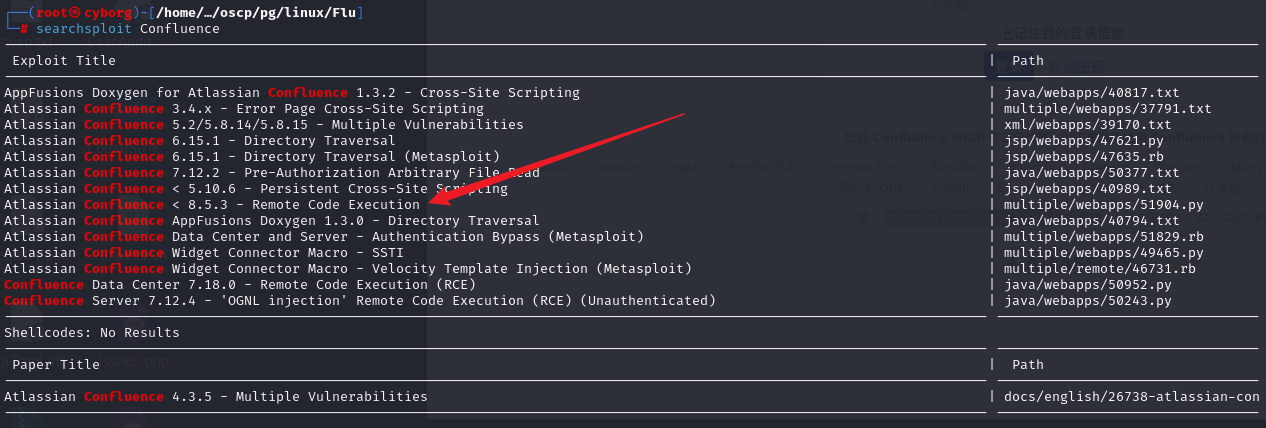 (root㉿cyborg)-[/home/…/oscp/pg/linux/Flu]
# searchsploit Confluence
Exploit Title | Path
AppFusions Doxygen for Atlassian Confluence 1.3.2 - Cross-Site Scripting | java/webapps/40817.txt
Atlassian Confluence 3.4.x - Error Page Cross-Site Scripting | multiple/webapps/37791.txt
Atlassian Confluence 5.2/5.8.14/5.8.15 - Multiple Vulnerabilities | xml/webapps/39170.txt
Atlassian Confluence 6.15.1 - Directory Traversal | jsp/webapps/47621.py
Atlassian Confluence 6.15.1 - Directory Traversal (Metasploit) | jsp/webapps/47635.rb
Atlassian Confluence 7.12.2 - Pre-Authorization Arbitrary File Read | java/webapps/50377.txt
Atlassian Confluence < 5.10.6 - Persistent Cross-Site Scripting | jsp/webapps/40989.txt
Atlassian Confluence < 8.5.3 - Remote Code Execution | multiple/webapps/51904.py
Atlassian Confluence AppFusions Doxygen 1.3.0 - Directory Traversal | java/webapps/40794.txt
Atlassian Confluence Data Center and Server - Authentication Bypass (Metasploit) | java/webapps/51829.rb
Atlassian Confluence Widget Connector Macro - SSTI | multiple/webapps/49465.py
Atlassian Confluence Widget Connector Macro - Velocity Template Injection (Metasploit) | multiple/remote/46731.rb
Confluence Data Center 7.18.0 - Remote Code Execution (RCE) | java/webapps/50952.py
Confluence Server 7.12.4 - 'OGNL injection' Remote Code Execution (RCE) (Unauthenticated) | java/webapps/50243.py
Shellcodes: No Results
Paper Title | Path
Atlassian Confluence 4.3.5 - Multiple Vulnerabilities | docs/english/26738-atlassian-con